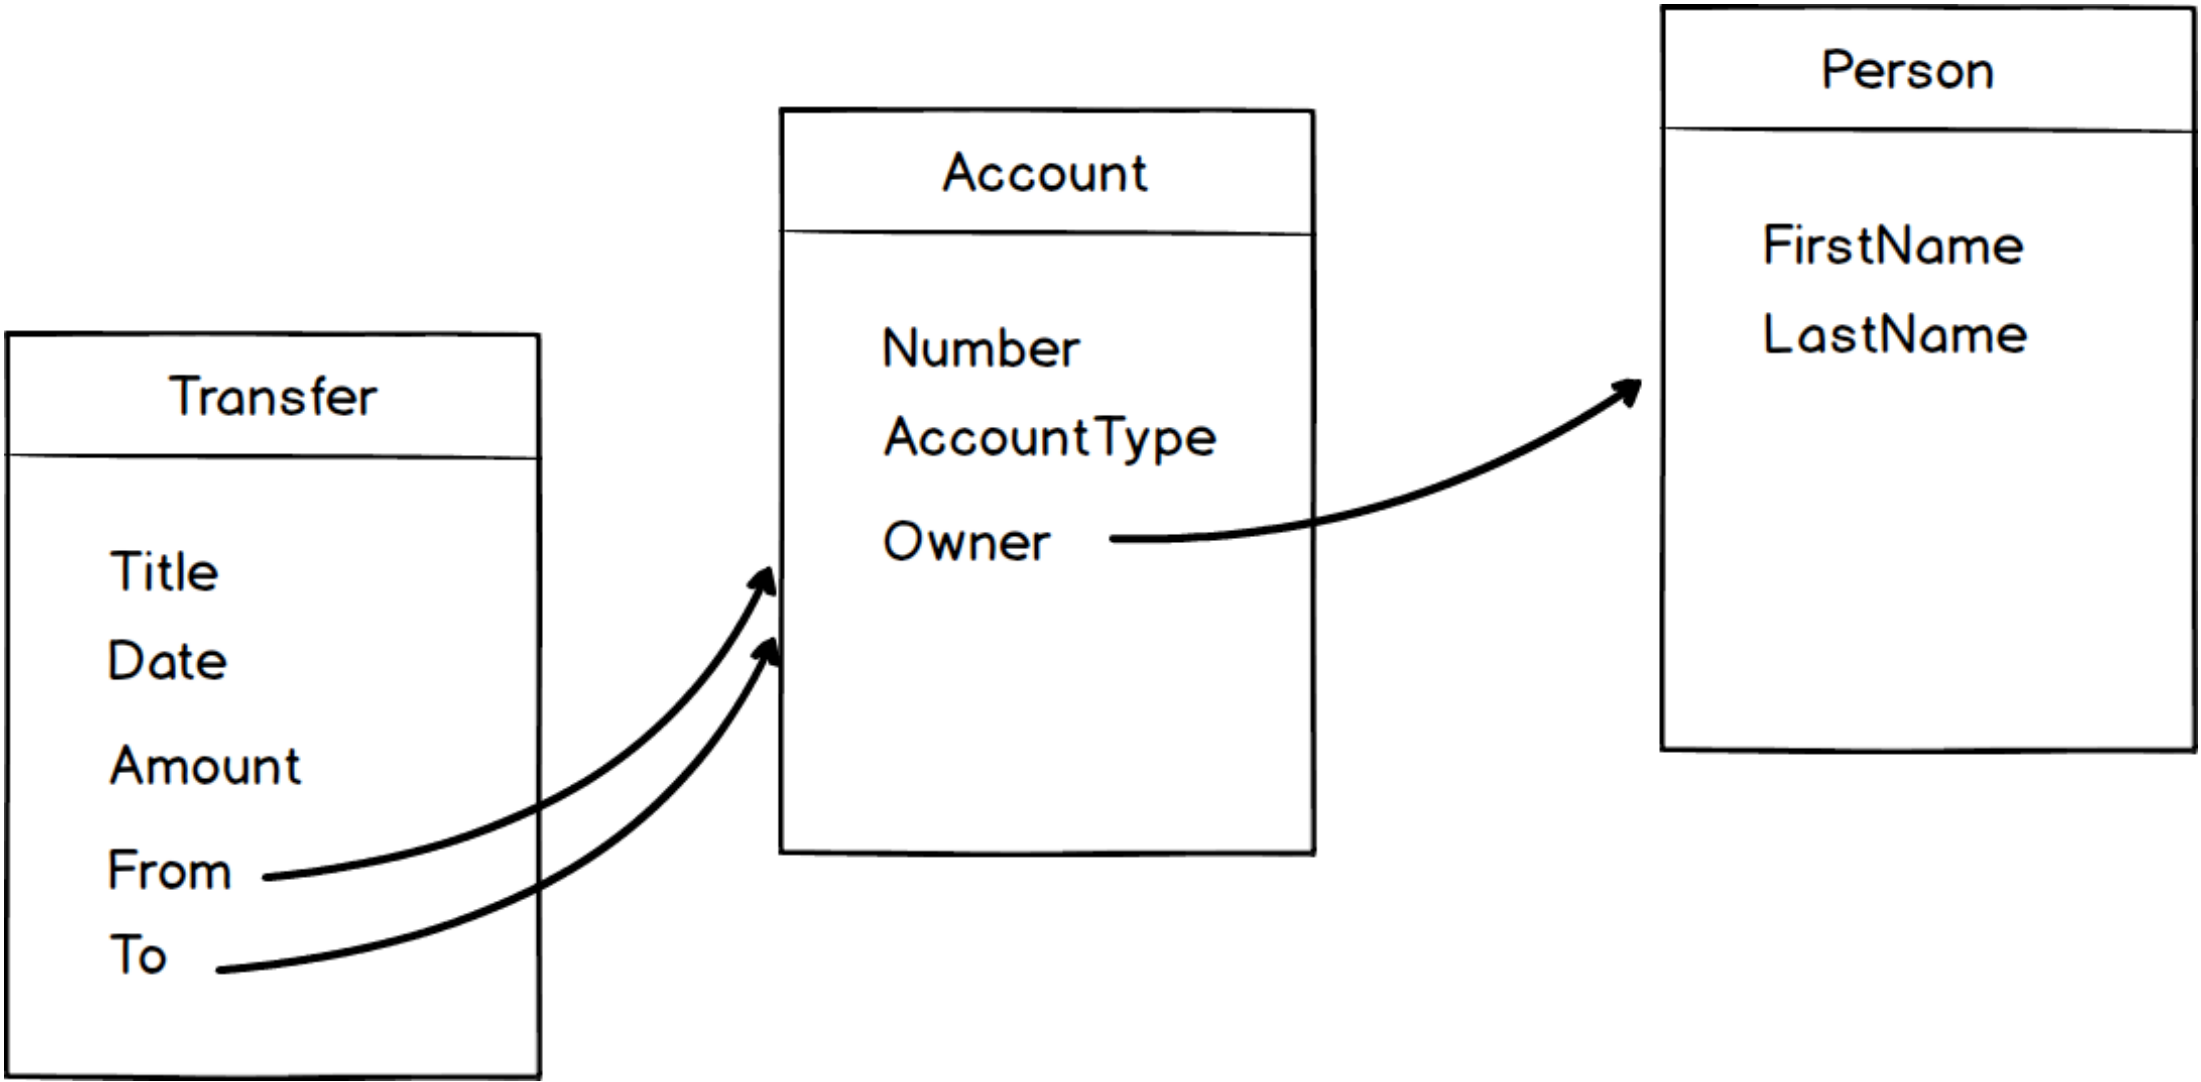 Transfer
Title
Date
Amount
From
To
Account
Number
AccountType
Owner
Person
FirstName
LastName